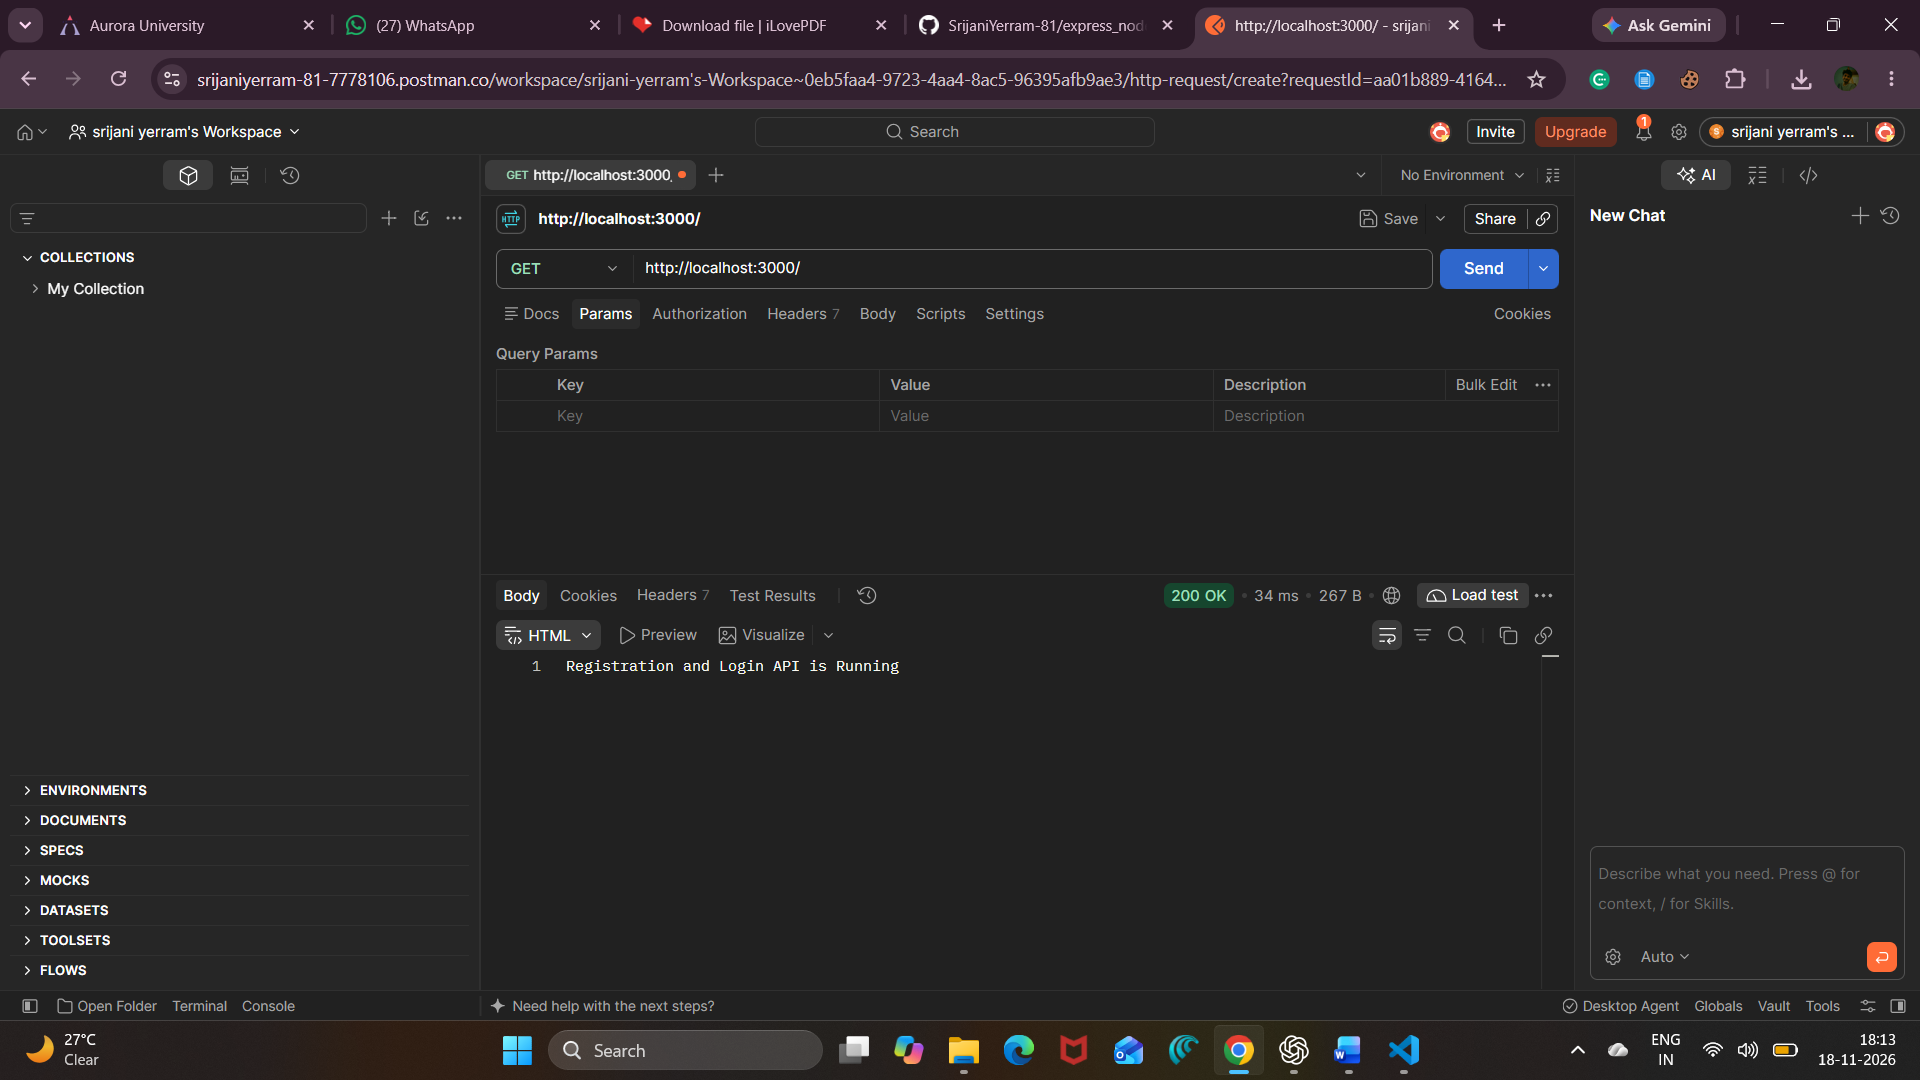 Aurora University
(27) WhatsApp
Download file | iLovePDF
SrijaniYerram-81/express_nod
http://localhost:3000/ - srijani
Ask Gemini
srijaniyerram-81-7778106.postman.co/workspace/srijani-yerram's-Workspace~0eb5faa4-9723-4aa4-8ac5-96395afb9ae3/http-request/create?requestId=aa01b889-4164...
srijani yerram's Workspace
Search
Invite
Upgrade
1
S
srijani yerram's ...
GET http://localhost:3000,
No Environment
AI
HTTP
http://localhost:3000/
Save
Share
New Chat
COLLECTIONS
My Collection
GET
http://localhost:3000/
Send
Docs
Params
Authorization
Headers 7
Body
Scripts
Settings
Cookies
Query Params
Key
Value
Description
Bulk Edit
Key
Value
Description
Body
Cookies
Headers 7
Test Results
200 OK
34 ms
267 B
Load test
HTML
Preview
Visualize
1 Registration and Login API is Running
ENVIRONMENTS
DOCUMENTS
SPECS
MOCKS
DATASETS
TOOLSETS
FLOWS
Describe what you need. Press @ for
context, / for Skills.
Auto
Open Folder
Terminal
Console
Need help with the next steps?
Desktop Agent
Globals
Vault
Tools
27°C
Clear
Search
ENG
IN
18:13
18-11-2026